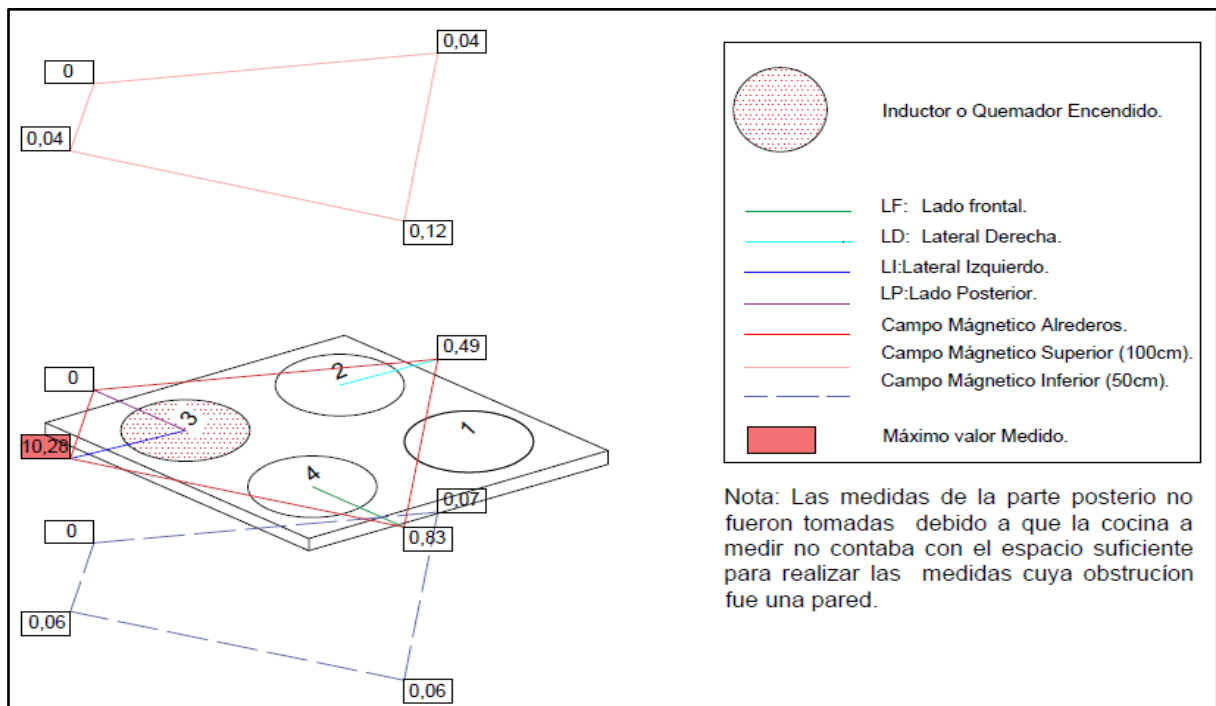 0,04
0
0,04
0,12
0,49
0
2
3
1
10,28
4
0,07
0
0,83
0,06
0,06
Inductor o Quemador Encendido.
LF: Lado frontal.
LD: Lateral Derecha.
LI:Lateral Izquierdo.
LP:Lado Posterior.
Campo Mágnetico Alrederos.
Campo Mágnetico Superior (100cm).
Campo Mágnetico Inferior (50cm).
Máximo valor Medido.
Nota: Las medidas de la parte posterio no
fueron tomadas debido a que la cocina a
medir no contaba con el espacio suficiente
para realizar las medidas cuya obstrucíon
fue una pared.